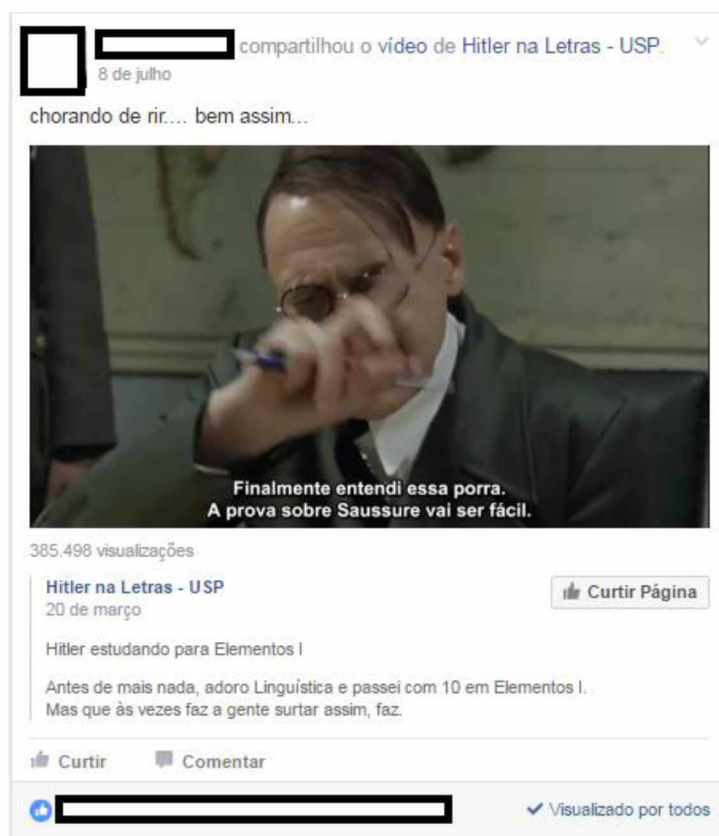 compartilhou o vídeo de Hitler na Letras - USP.
8 de julho
chorando de rir.... bem assim...
Finalmente entendi essa porra.
A prova sobre Saussure vai ser fácil.
385.498 visualizações
Hitler na Letras - USP
20 de março
Curtir Página
Hitler estudando para Elementos I
Antes de mais nada, adoro Linguística e passei com 10 em Elementos I.
Mas que às vezes faz a gente surtar assim, faz.
Curtir Comentar
Visualizado por todos